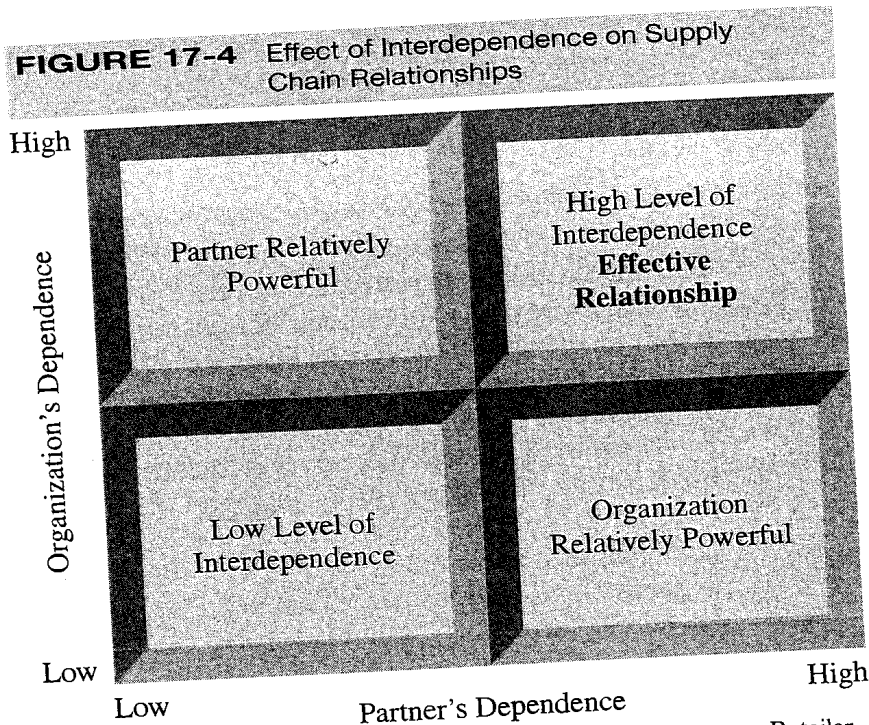 FIGURE 17-4 Effect of Interdependence on Supply
Chain Relationships
High
Partner Relatively
Powerful
High Level of
Interdependence
Effective
Relationship
Organization's Dependence
Low Level of
Interdependence
Organization
Relatively Powerful
Low
Low
Partner's Dependence
High